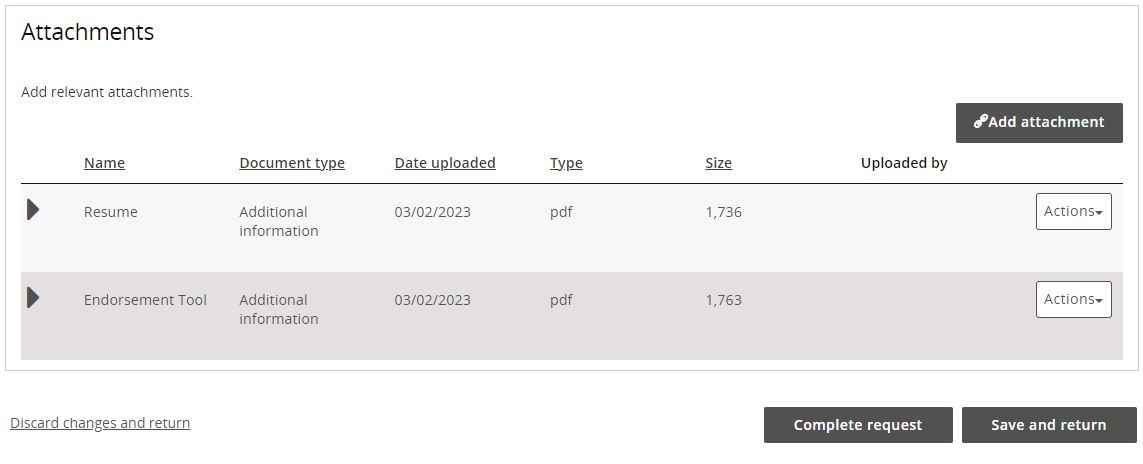 Attachments
Add relevant attachments.
Add attachment
Name Document type Date uploaded Type Size Uploaded by
Resume Additional information 03/02/2023 pdf 1,736 Actions
Endorsement Tool Additional information 03/02/2023 pdf 1,763 Actions
Discard changes and return Complete request Save and return